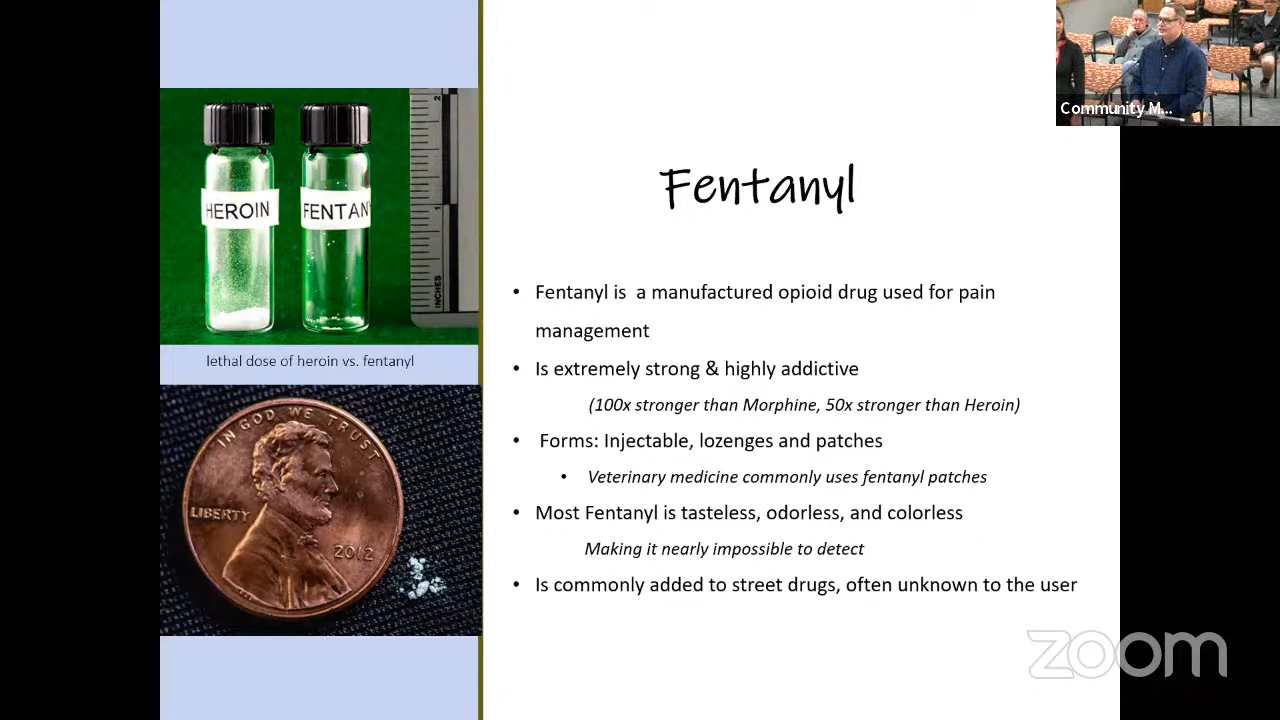 Community M...
Fentanyl
HEROIN
FENTAN
2
1
INCHES
lethal dose of heroin vs. fentanyl
IN GOD WE TRUST
LIBERTY
2012
• Fentanyl is a manufactured opioid drug used for pain
management
• Is extremely strong & highly addictive
(100x stronger than Morphine, 50x stronger than Heroin)
• Forms: Injectable, lozenges and patches
• Veterinary medicine commonly uses fentanyl patches
• Most Fentanyl is tasteless, odorless, and colorless
Making it nearly impossible to detect
• Is commonly added to street drugs, often unknown to the user
zoom